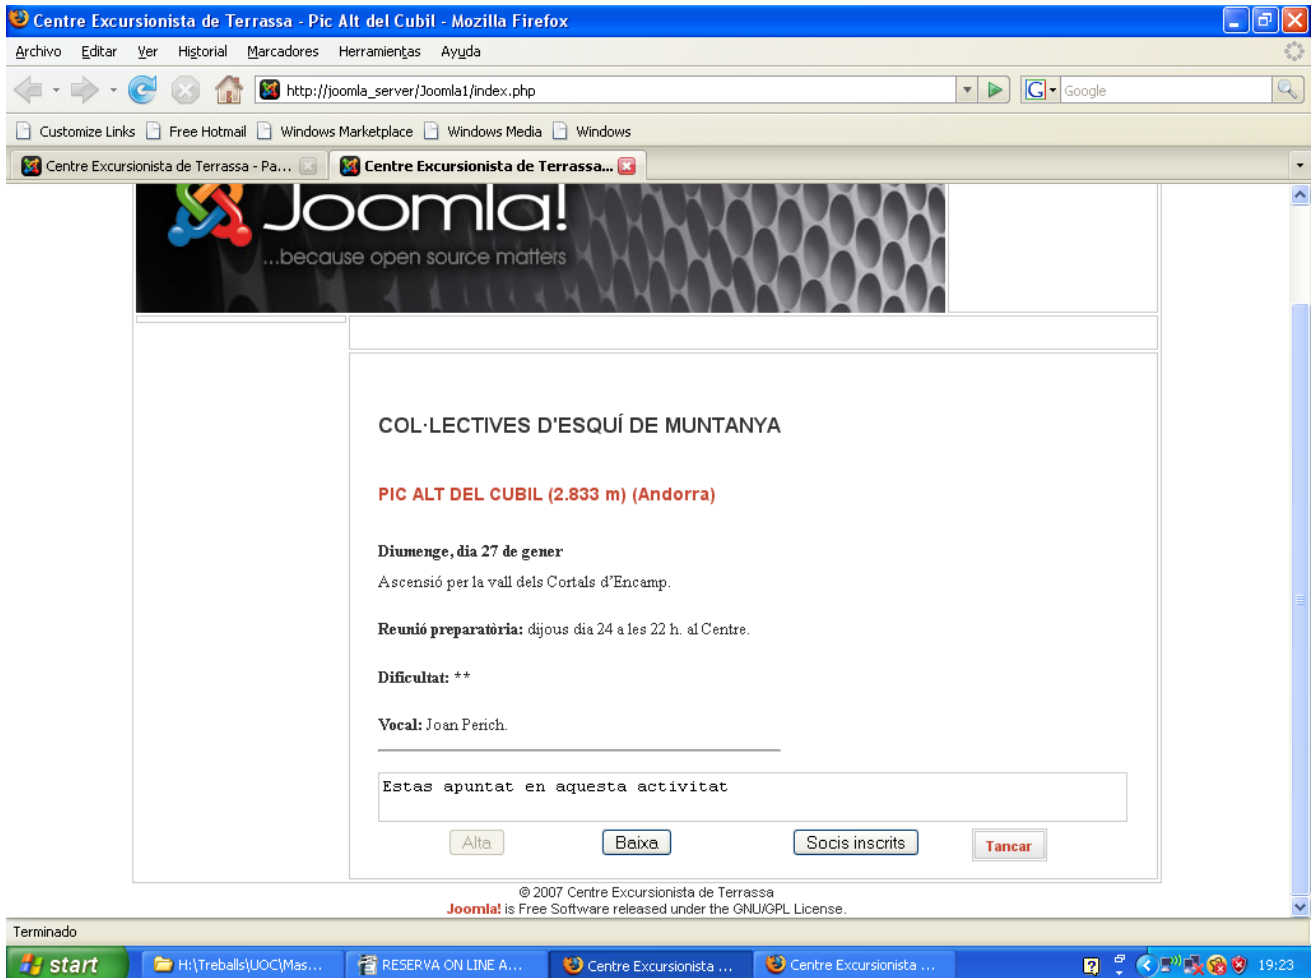 Centre Excursionista de Terrassa - Pic Alt del Cubil - Mozilla Firefox
Archivo Editar Ver Historial Marcadores Herramientas Ayuda
http://joomla_server/Joomla1/index.php
G Google
Customize Links Free Hotmail Windows Marketplace Windows Media Windows
Centre Excursionista de Terrassa - Pa... Centre Excursionista de Terrassa...
Joomla!
...because open source matters
COL·LECTIVES D'ESQUÍ DE MUNTANYA
PIC ALT DEL CUBIL (2.833 m) (Andorra)
Diumenge, dia 27 de gener
Ascensió per la vall dels Cortals d'Encamp.
Reunió preparatòria: dijous dia 24 a les 22 h. al Centre.
Dificultat: **
Vocal: Joan Perich.
Estas apuntat en aquesta activitat
Alta Baixa Socis inscrits Tancar
© 2007 Centre Excursionista de Terrassa
Joomla! is Free Software released under the GNU/GPL License.
Terminado
start H:\Treballs\UOC\Mas... RESERVA ON LINE A... Centre Excursionista ... Centre Excursionista ... 19:23